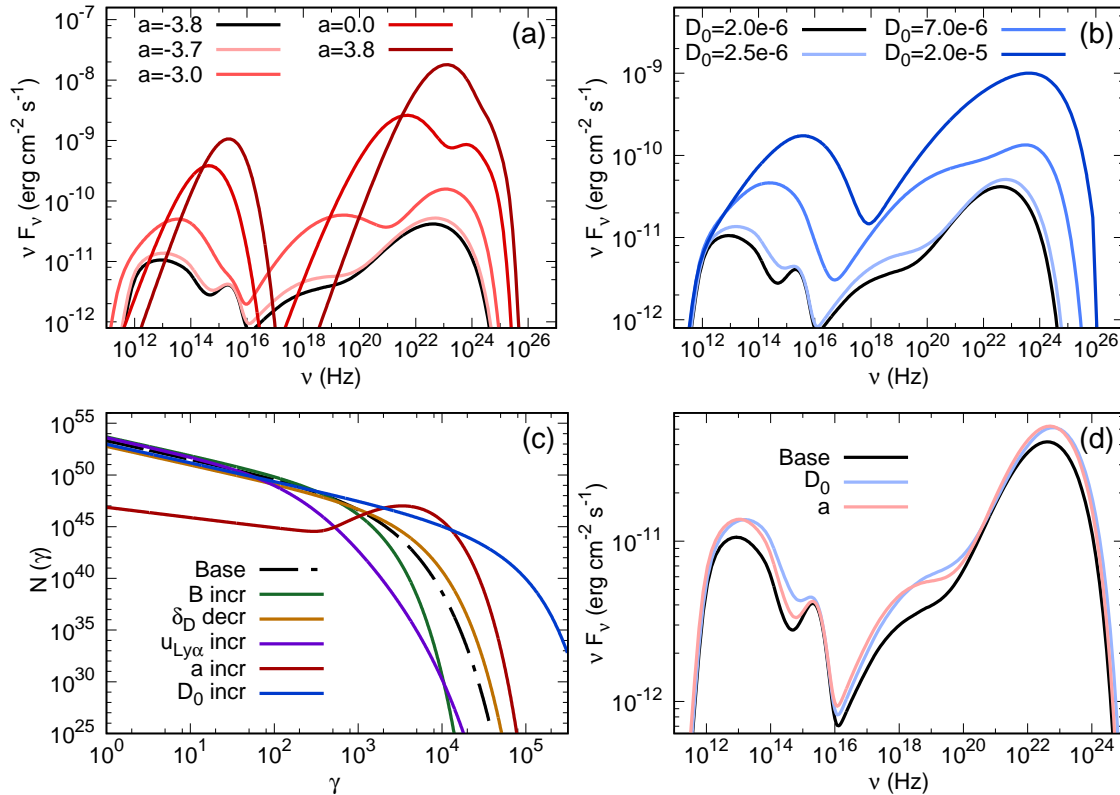 (a)
a=-3.8
a=-3.7
a=-3.0
a=0.0
a=3.8
10^-7
10^-8
10^-9
10^-10
10^-11
10^-12
ν F_ν (erg cm^-2 s^-1)
10^12 10^14 10^16 10^18 10^20 10^22 10^24 10^26
ν (Hz)
(b)
D_0=2.0e-6
D_0=2.5e-6
D_0=7.0e-6
D_0=2.0e-5
10^-9
10^-10
10^-11
10^-12
ν F_ν (erg cm^-2 s^-1)
10^12 10^14 10^16 10^18 10^20 10^22 10^24 10^26
ν (Hz)
(c)
10^55
10^50
10^45
10^40
10^35
10^30
10^25
N (γ)
Base
B incr
δ_D decr
u_Lyα incr
a incr
D_0 incr
10^0 10^1 10^2 10^3 10^4 10^5
γ
(d)
Base
D_0
a
10^-11
10^-12
ν F_ν (erg cm^-2 s^-1)
10^12 10^14 10^16 10^18 10^20 10^22 10^24
ν (Hz)